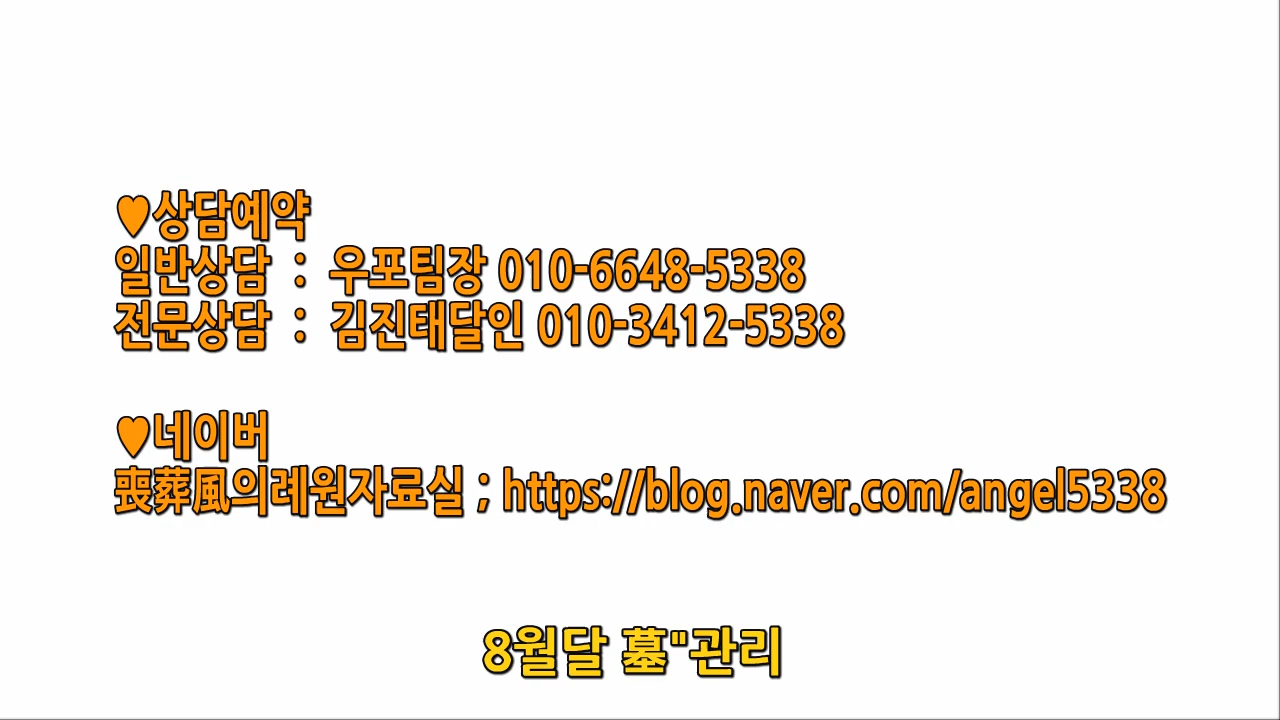 ♥상담예약
일반상담 : 우포팀장 010-6648-5338
전문상담 : 김진태달인 010-3412-5338
♥네이버
喪葬風의례원자료실 ; https://blog.naver.com/angel5338
8월달 墓"관리